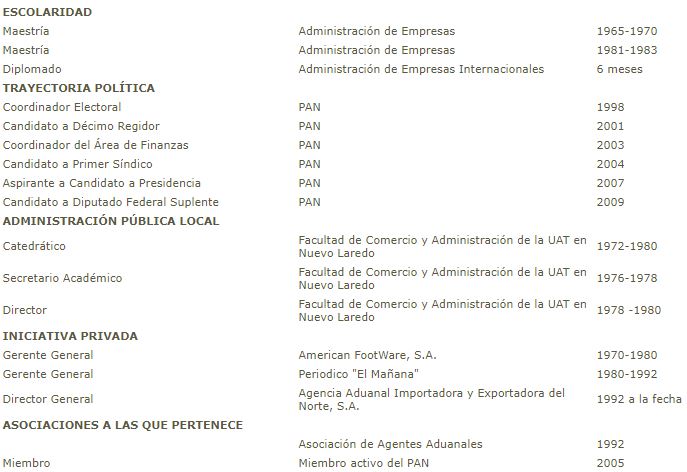 ESCOLARIDAD
Maestría Administración de Empresas 1965-1970
Maestría Administración de Empresas 1981-1983
Diplomado Administración de Empresas Internacionales 6 meses
TRAYECTORIA POLÍTICA
Coordinador Electoral PAN 1998
Candidato a Décimo Regidor PAN 2001
Coordinador del Área de Finanzas PAN 2003
Candidato a Primer Síndico PAN 2004
Aspirante a Candidato a Presidencia PAN 2007
Candidato a Diputado Federal Suplente PAN 2009
ADMINISTRACIÓN PÚBLICA LOCAL
Catedrático Facultad de Comercio y Administración de la UAT en
Nuevo Laredo 1972-1980
Secretario Académico Facultad de Comercio y Administración de la UAT en
Nuevo Laredo 1976-1978
Director Facultad de Comercio y Administración de la UAT en
Nuevo Laredo 1978 -1980
INICIATIVA PRIVADA
Gerente General American FootWare, S.A. 1970-1980
Gerente General Periodico "El Mañana" 1980-1992
Director General Agencia Aduanal Importadora y Exportadora del
Norte, S.A. 1992 a la fecha
ASOCIACIONES A LAS QUE PERTENECE
Asociación de Agentes Aduanales 1992
Miembro Miembro activo del PAN 2005